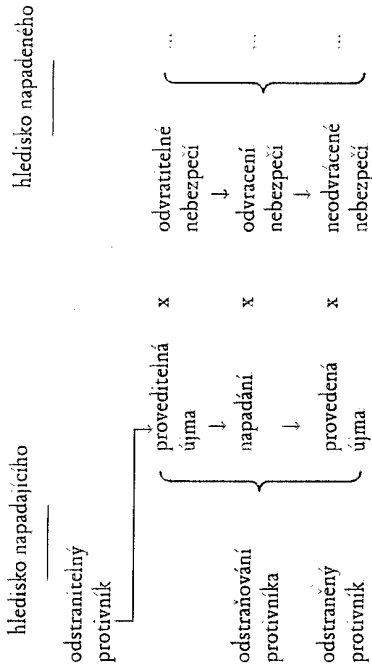 hledisko napadajícího
hledisko napadeného
odstranitelný
protivník
proveditelná
újma
x
odvratitelné
nebezpečí
...
↓
↓
odstraňování
protivníka
napadání
x
odvracení
nebezpečí
...
↓
↓
odstraněný
protivník
provedená
újma
x
neodvrácené
nebezpečí
...